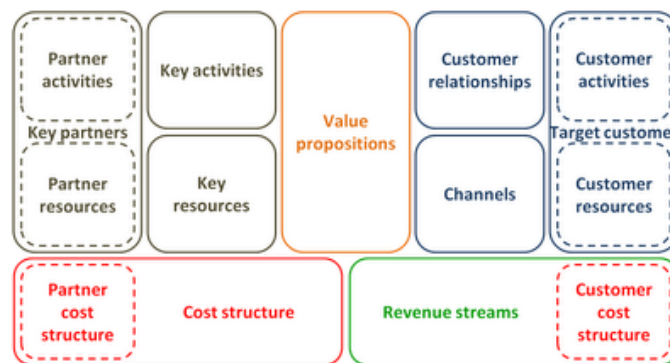 Partner
activities
Key partners
Partner
resources
Key activities
Key
resources
Value
propositions
Customer
relationships
Channels
Customer
activities
Target custome
Customer
resources
Partner
cost
structure
Cost structure
Revenue streams
Customer
cost
structure